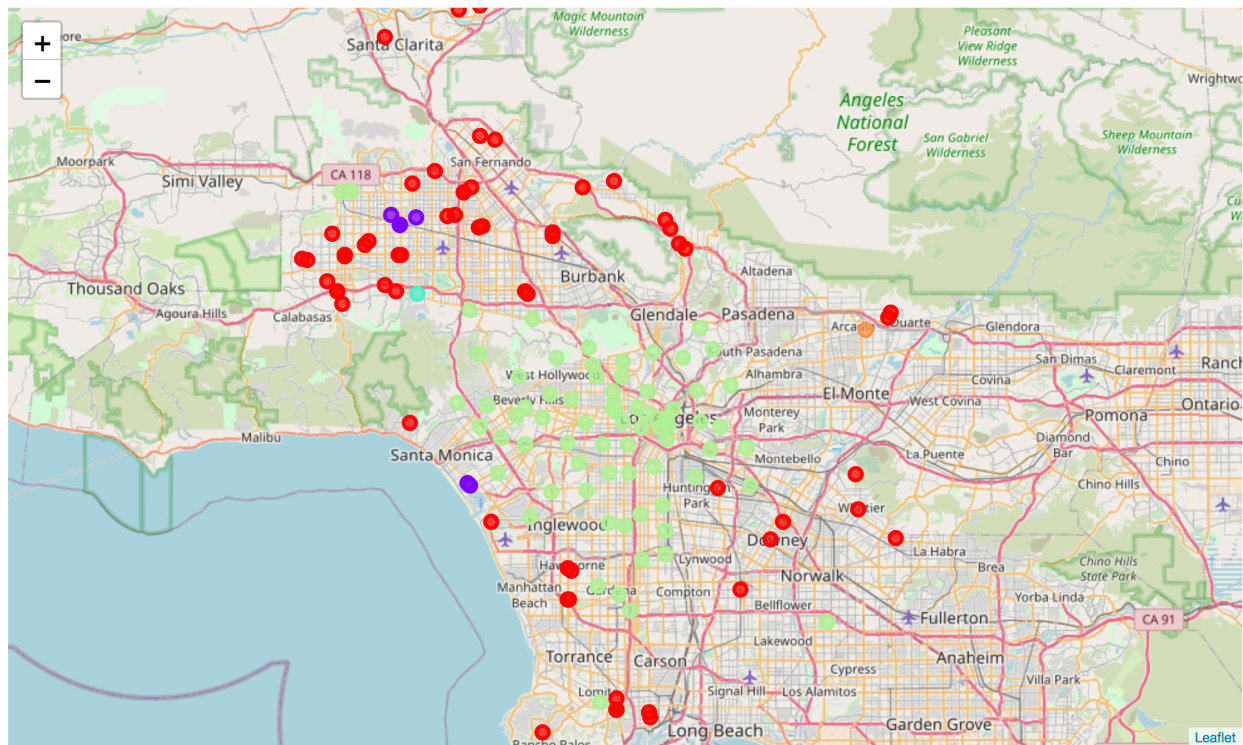 +
−
ore
Santa Clarita
Magic Mountain
Wilderness
Pleasant
View Ridge
Wilderness
Wrightwo
Angeles
National
Forest
San Gabriel
Wilderness
Sheep Mountain
Wilderness
Moorpark
Simi Valley
CA 118
San Fernando
Cu
Thousand Oaks
Agoura Hills
Calabasas
Burbank
Altadena
Glendale
Pasadena
Arcadia
Duarte
Glendora
South Pasadena
San Dimas
Claremont
Ranch
West Hollywood
Alhambra
El Monte
Covina
Beverly Hills
West Covina
Pomona
Ontario
Los Angeles
Monterey
Park
Malibu
Santa Monica
Montebello
La Puente
Diamond
Bar
Chino
Chino Hills
Huntington
Park
Whittier
Inglewood
Downey
La Habra
Brea
Chino Hills
State Park
Hawthorne
Lynwood
Norwalk
Manhattan
Beach
Gardena
Compton
Bellflower
Yorba Linda
Fullerton
CA 91
Lakewood
Torrance
Carson
Cypress
Anaheim
Villa Park
Lomita
Signal Hill
Los Alamitos
Long Beach
Garden Grove
Rancho Palos
Leaflet